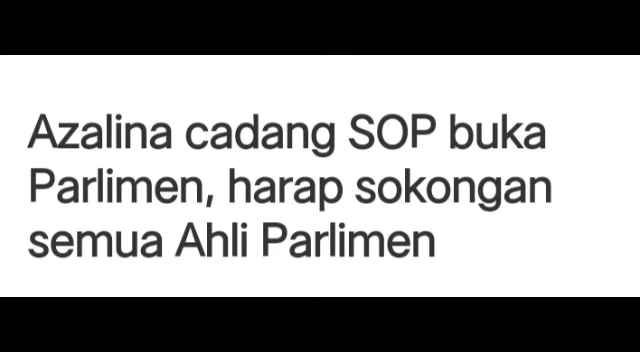 Azalina cadang SOP buka
Parlimen, harap sokongan
semua Ahli Parlimen